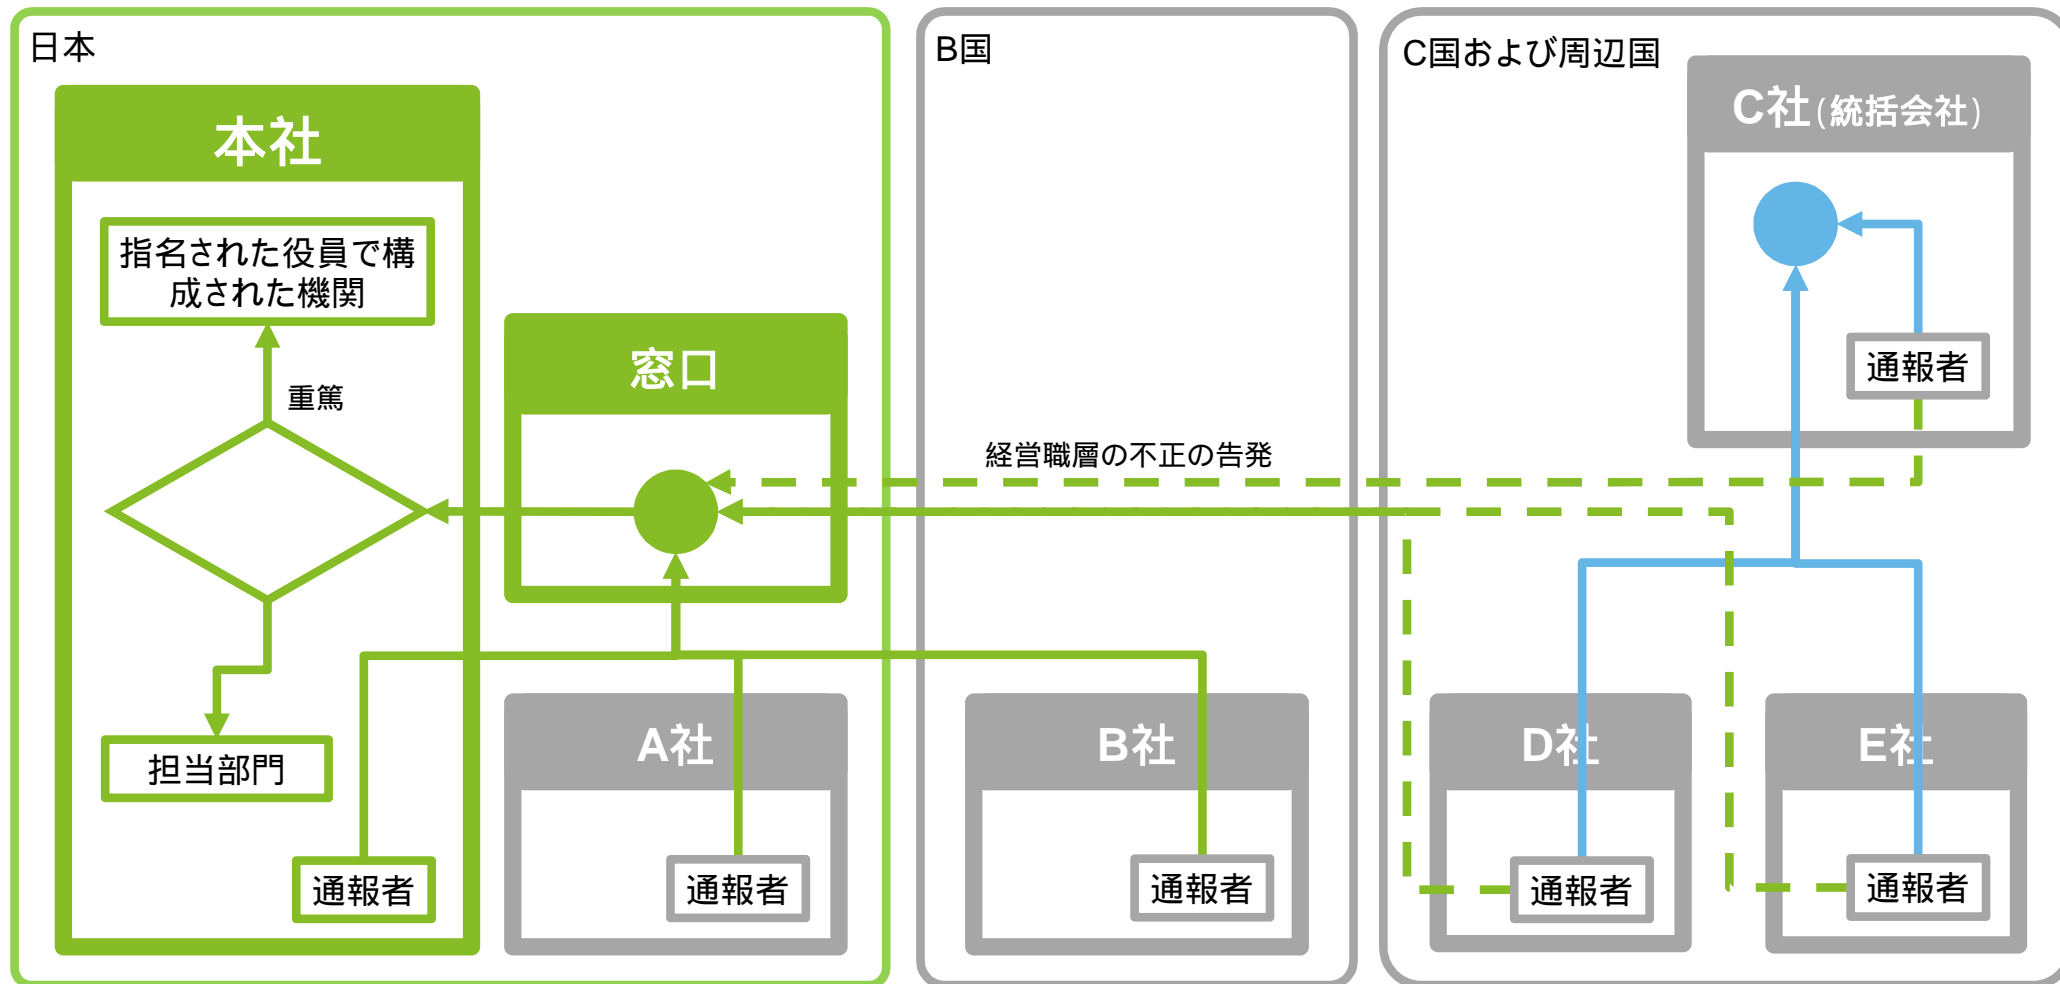 日本
本社
指名された役員で構
成された機関
重篤
担当部門
通報者
窓口
A社
通報者
B国
経営職層の不正の告発
B社
通報者
C国および周辺国
C社(統括会社)
通報者
D社
通報者
E社
通報者